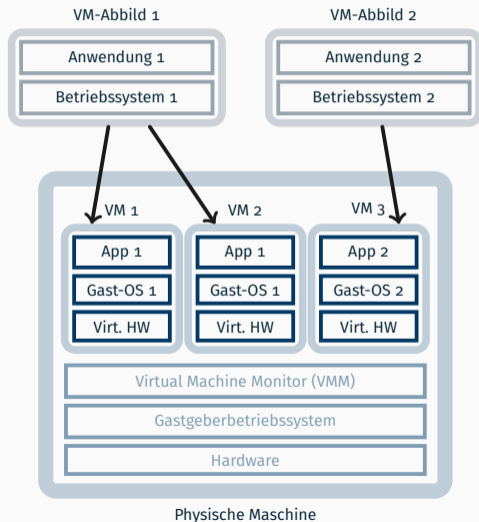 VM-Abbild 1
VM-Abbild 2
Anwendung 1
Anwendung 2
Betriebssystem 1
Betriebssystem 2
VM 1
VM 2
VM 3
App 1
App 1
App 2
Gast-OS 1
Gast-OS 1
Gast-OS 2
Virt. HW
Virt. HW
Virt. HW
Virtual Machine Monitor (VMM)
Gastgeberbetriebssystem
Hardware
Physische Maschine